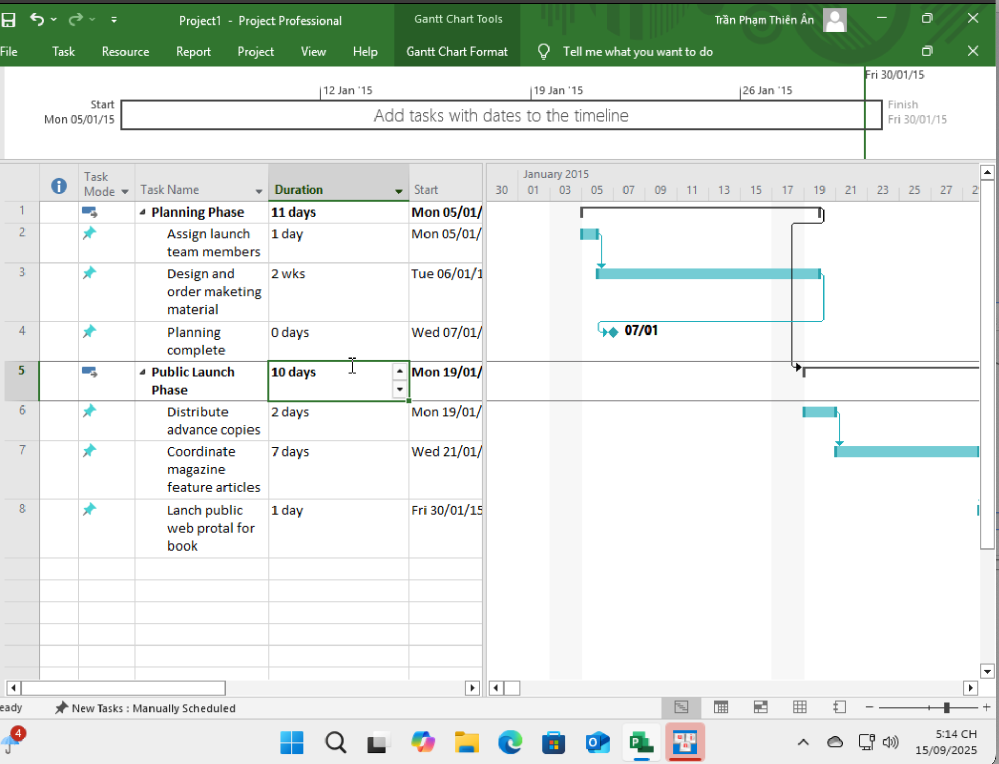 Project1 - Project Professional
Gantt Chart Tools
Trần Phạm Thiên Ân
File Task Resource Report Project View Help Gantt Chart Format Tell me what you want to do
Fri 30/01/15
12 Jan '15 19 Jan '15 26 Jan '15
Start
Mon 05/01/15
Add tasks with dates to the timeline
Finish
Fri 30/01/15
Task Mode Task Name Duration Start
January 2015
30 01 03 05 07 09 11 13 15 17 19 21 23 25 27
1 Planning Phase 11 days Mon 05/01/
2 Assign launch 1 day Mon 05/01/
team members
3 Design and 2 wks Tue 06/01/1
order maketing
material
4 Planning 0 days Wed 07/01/
complete
07/01
5 Public Launch 10 days Mon 19/01/
Phase
6 Distribute 2 days Mon 19/01/
advance copies
7 Coordinate 7 days Wed 21/01/
magazine
feature articles
8 Lanch public 1 day Fri 30/01/15
web protal for
book
eady New Tasks : Manually Scheduled
4
5:14 CH
15/09/2025